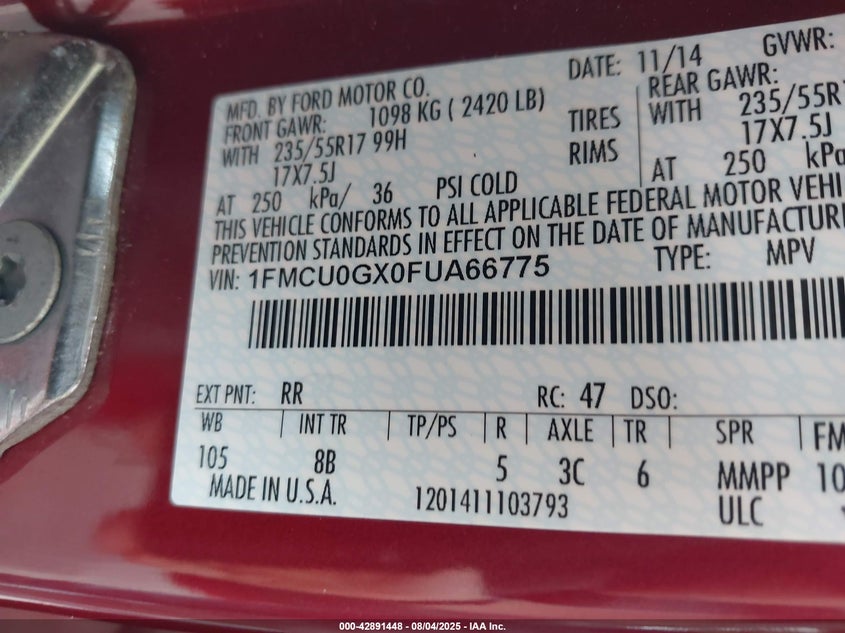 MFD. BY FORD MOTOR CO. DATE: 11/14 GVWR:
FRONT GAWR: 1098 KG ( 2420 LB) REAR GAWR:
WITH 235/55R17 99H TIRES WITH 235/55R17
17X7.5J RIMS 17X7.5J
AT 250 kPa/ 36 PSI COLD AT 250 kPa
THIS VEHICLE CONFORMS TO ALL APPLICABLE FEDERAL MOTOR VEHI
PREVENTION STANDARDS IN EFFECT ON THE DATE OF MANUFACTUR
VIN: 1FMCU0GX0FUA66775 TYPE: MPV
EXT PNT: RR RC: 47 DSO:
WB INT TR TP/PS R AXLE TR SPR FM
105 8B 5 3C 6 MMPP 10
MADE IN U.S.A. 1201411103793 ULC
000-42891448 - 08/04/2025 - IAA Inc.